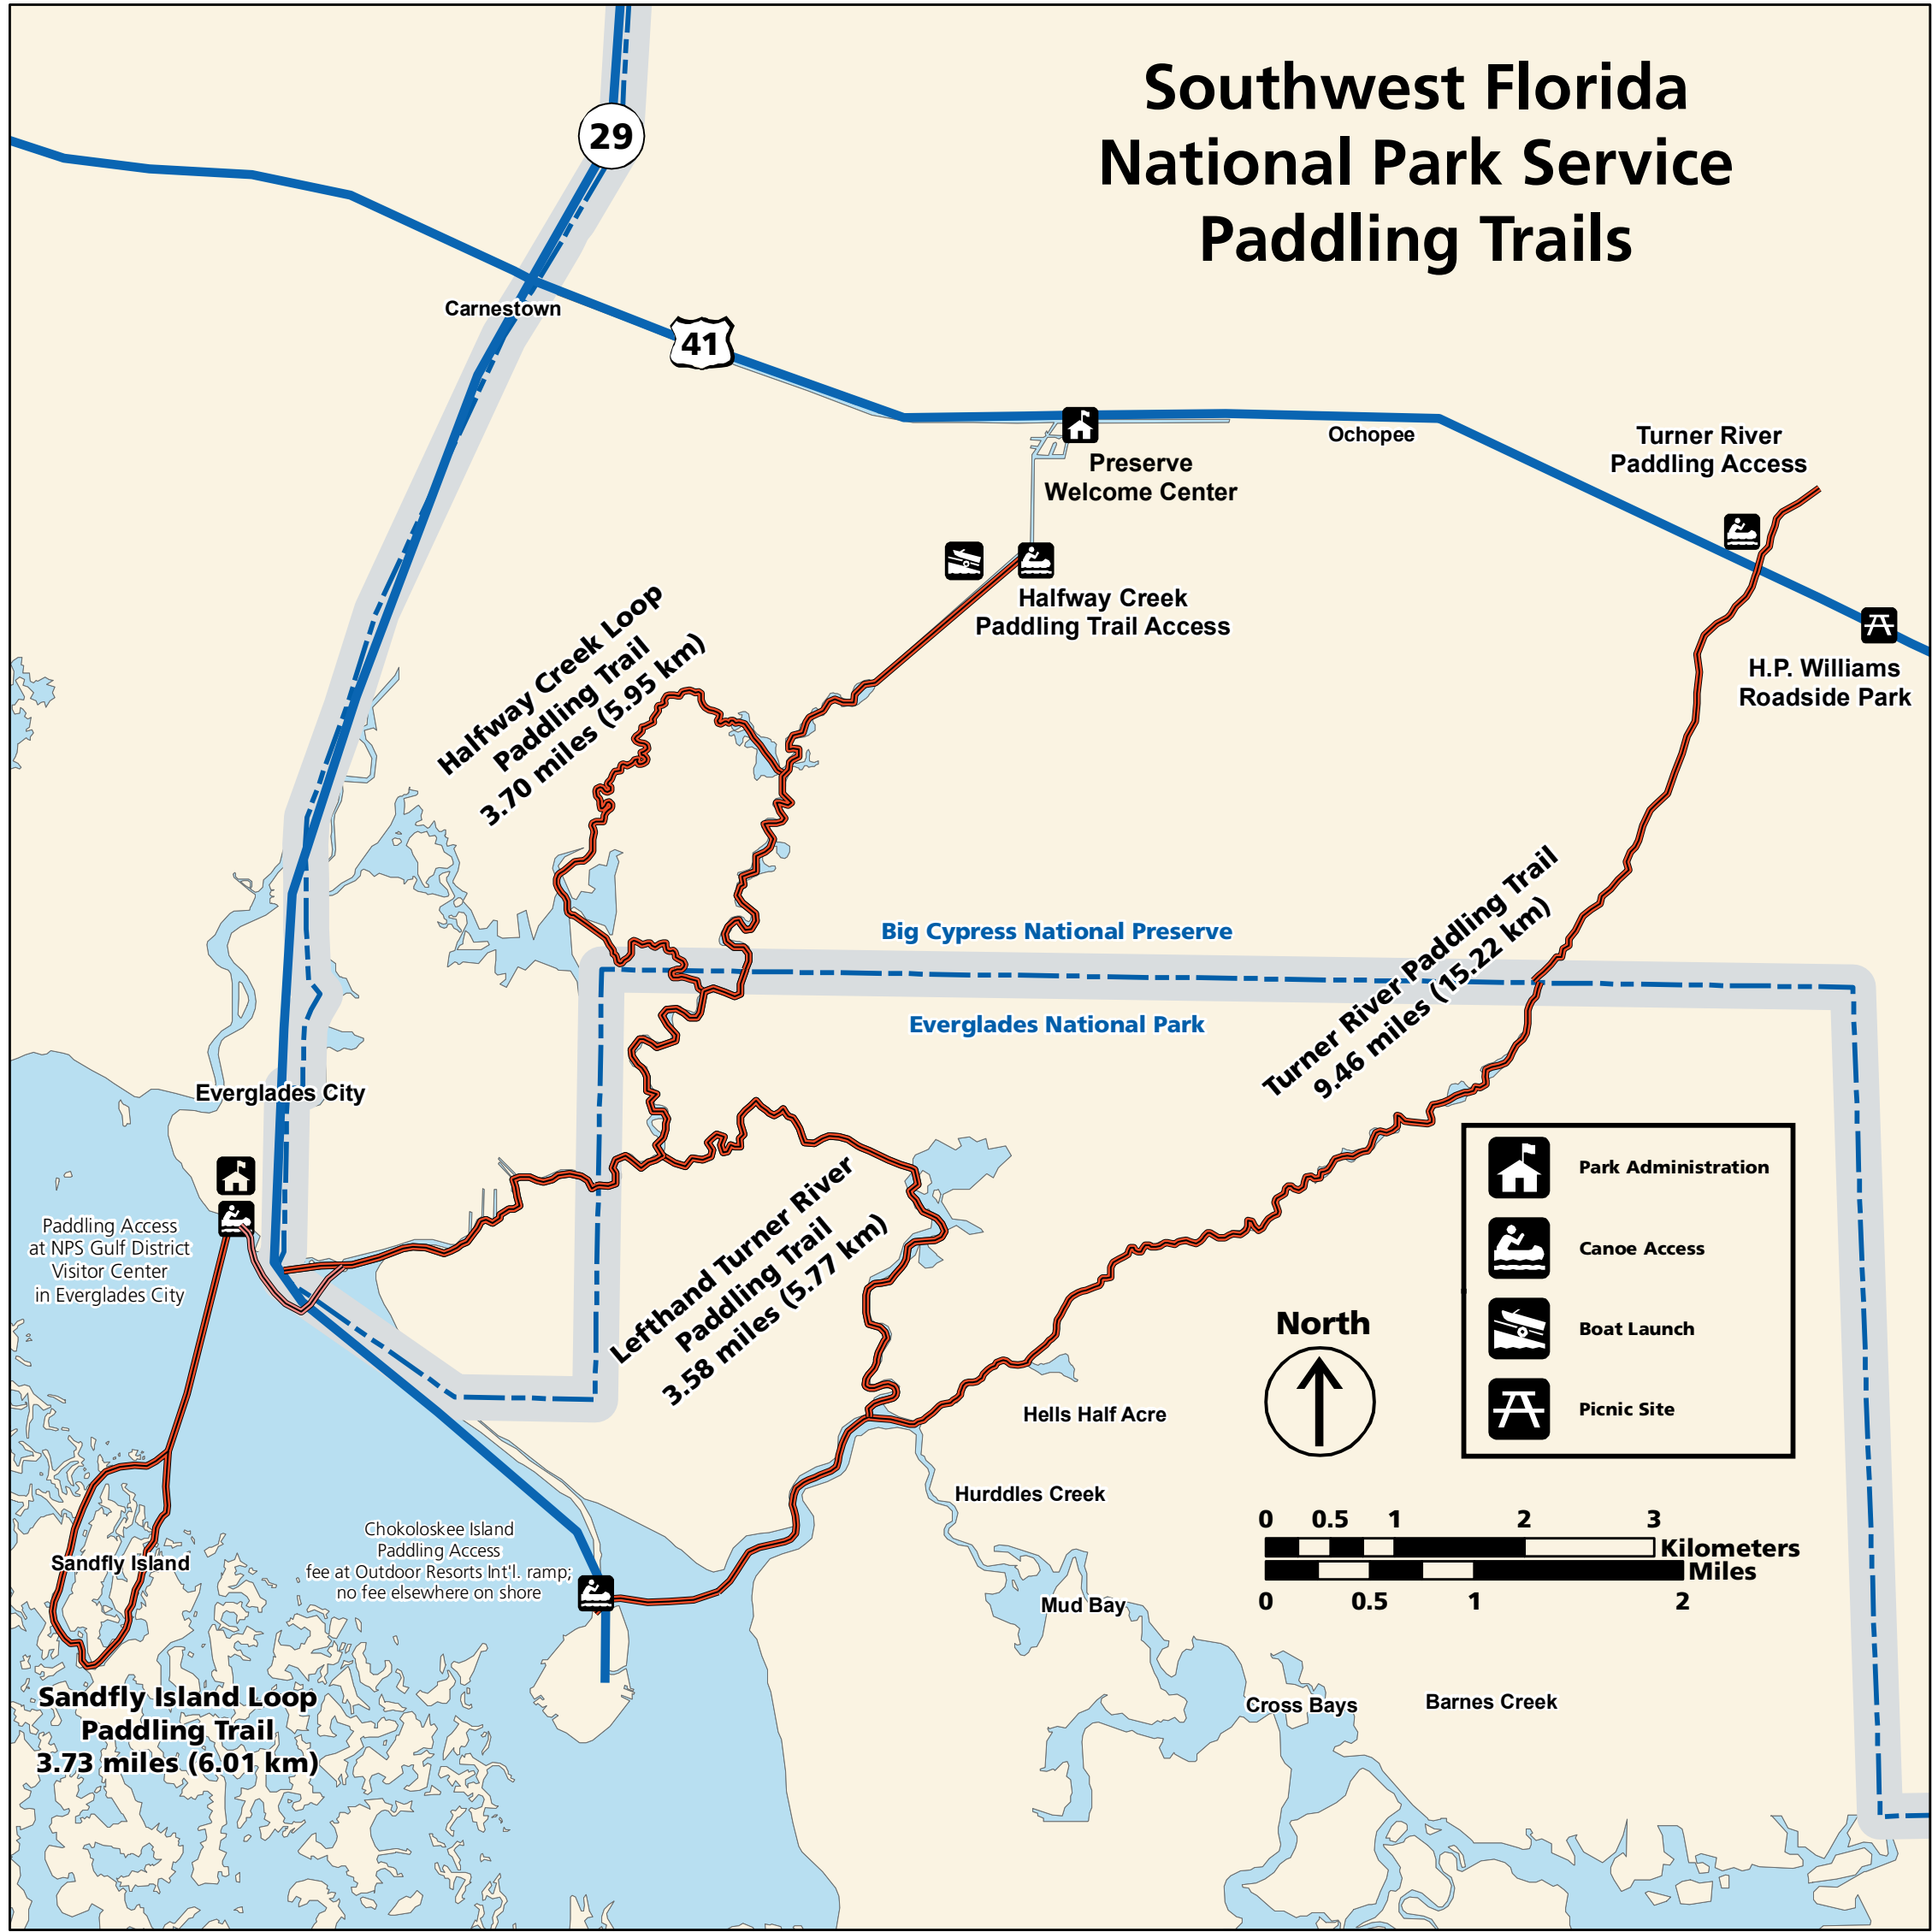 Southwest Florida
National Park Service
Paddling Trails
29
Carnestown
41
Ochopee
Turner River
Paddling Access
Preserve
Welcome Center
Halfway Creek
Paddling Trail Access
H.P. Williams
Roadside Park
Halfway Creek Loop
Paddling Trail
3.70 miles (5.95 km)
Turner River Paddling Trail
9.46 miles (15.22 km)
Big Cypress National Preserve
Everglades National Park
Everglades City
Paddling Access
at NPS Gulf District
Visitor Center
in Everglades City
Lefthand Turner River
Paddling Trail
3.58 miles (5.77 km)
Park Administration
Canoe Access
Boat Launch
Picnic Site
North
Hells Half Acre
Hurddles Creek
0 0.5 1 2 3
Kilometers
Miles
0 0.5 1 2
Chokoloskee Island
Paddling Access
fee at Outdoor Resorts Int'l. ramp;
no fee elsewhere on shore
Sandfly Island
Mud Bay
Cross Bays
Barnes Creek
Sandfly Island Loop
Paddling Trail
3.73 miles (6.01 km)